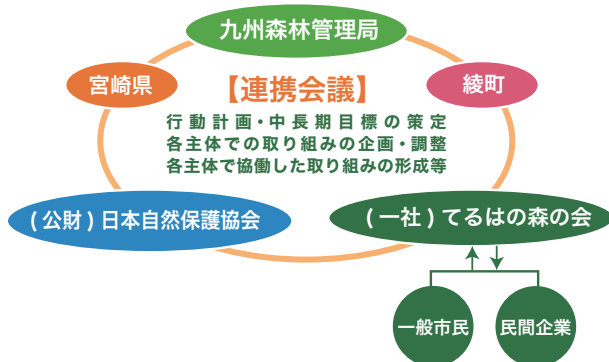 九州森林管理局
宮崎県
【連携会議】
綾町
行動計画・中長期目標の策定
各主体での取り組みの企画・調整
各主体で協働した取り組みの形成等
(公財)日本自然保護協会
(一社)てるはの森の会
一般市民
民間企業